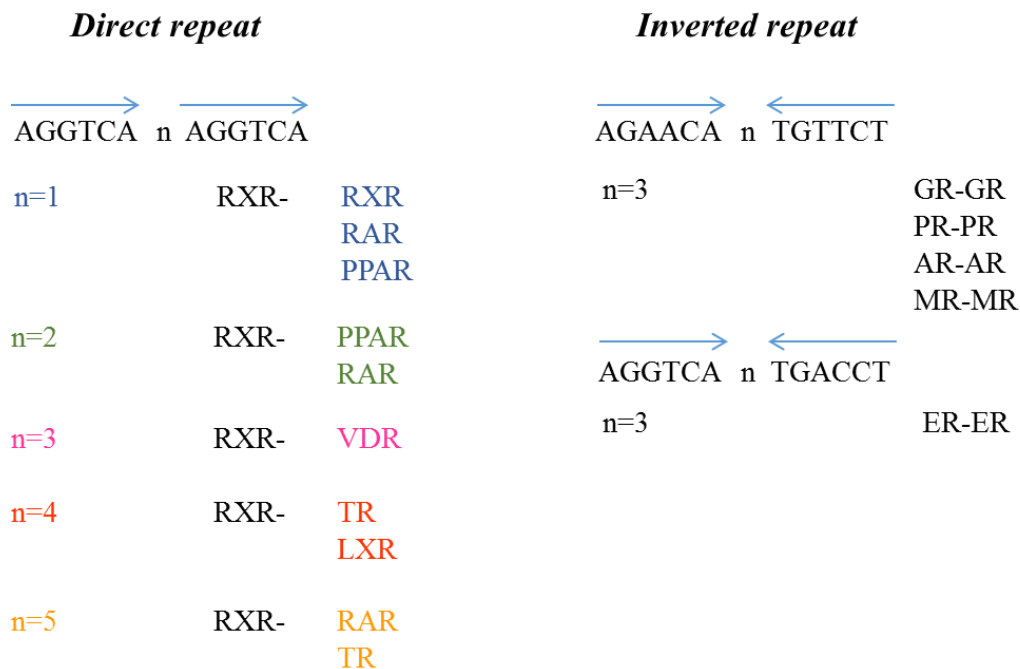 Direct repeat
AGGTCA n AGGTCA
n=1 RXR- RXR
RAR
PPAR
n=2 RXR- PPAR
RAR
n=3 RXR- VDR
n=4 RXR- TR
LXR
n=5 RXR- RAR
TR
Inverted repeat
AGAACA n TGTTCT
n=3 GR-GR
PR-PR
AR-AR
MR-MR
AGGTCA n TGACCT
n=3 ER-ER